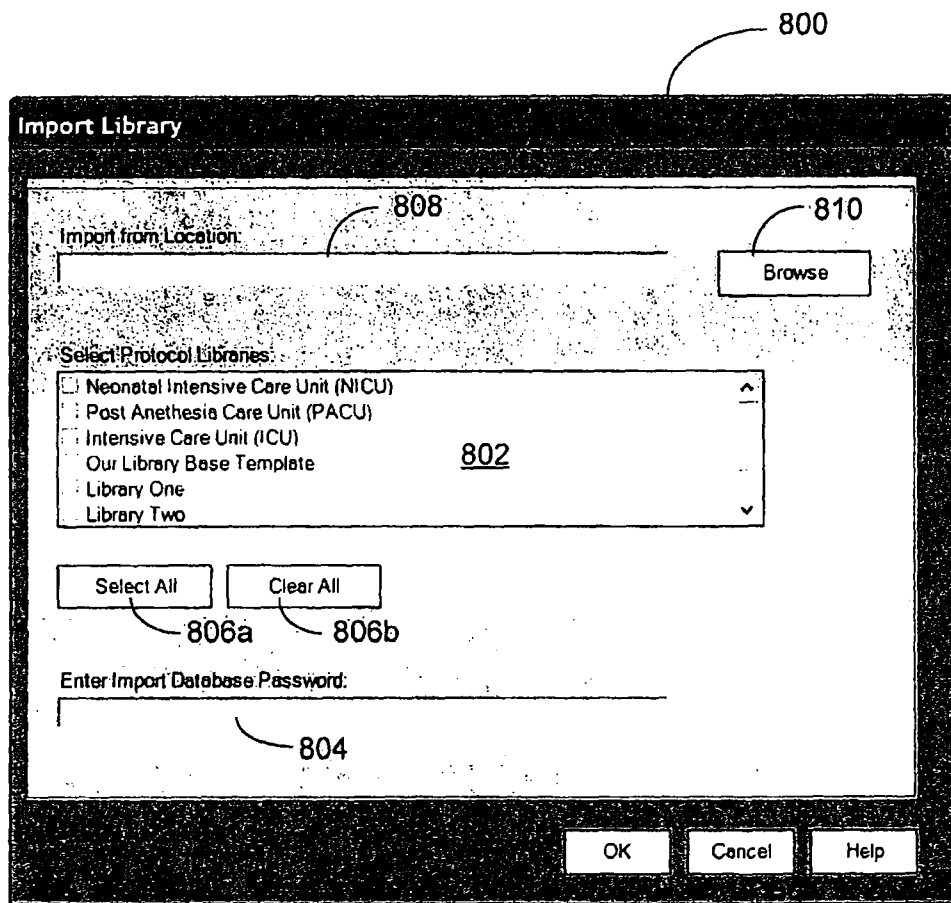 800
Import Library
808
810
Import from Location:
Browse
Select Protocol Libraries:
Neonatal Intensive Care Unit (NICU)
Post Anethesia Care Unit (PACU)
Intensive Care Unit (ICU)
802
Our Library Base Template
Library One
Library Two
Select All
Clear All
806a
806b
Enter Import Database Password:
804
OK
Cancel
Help